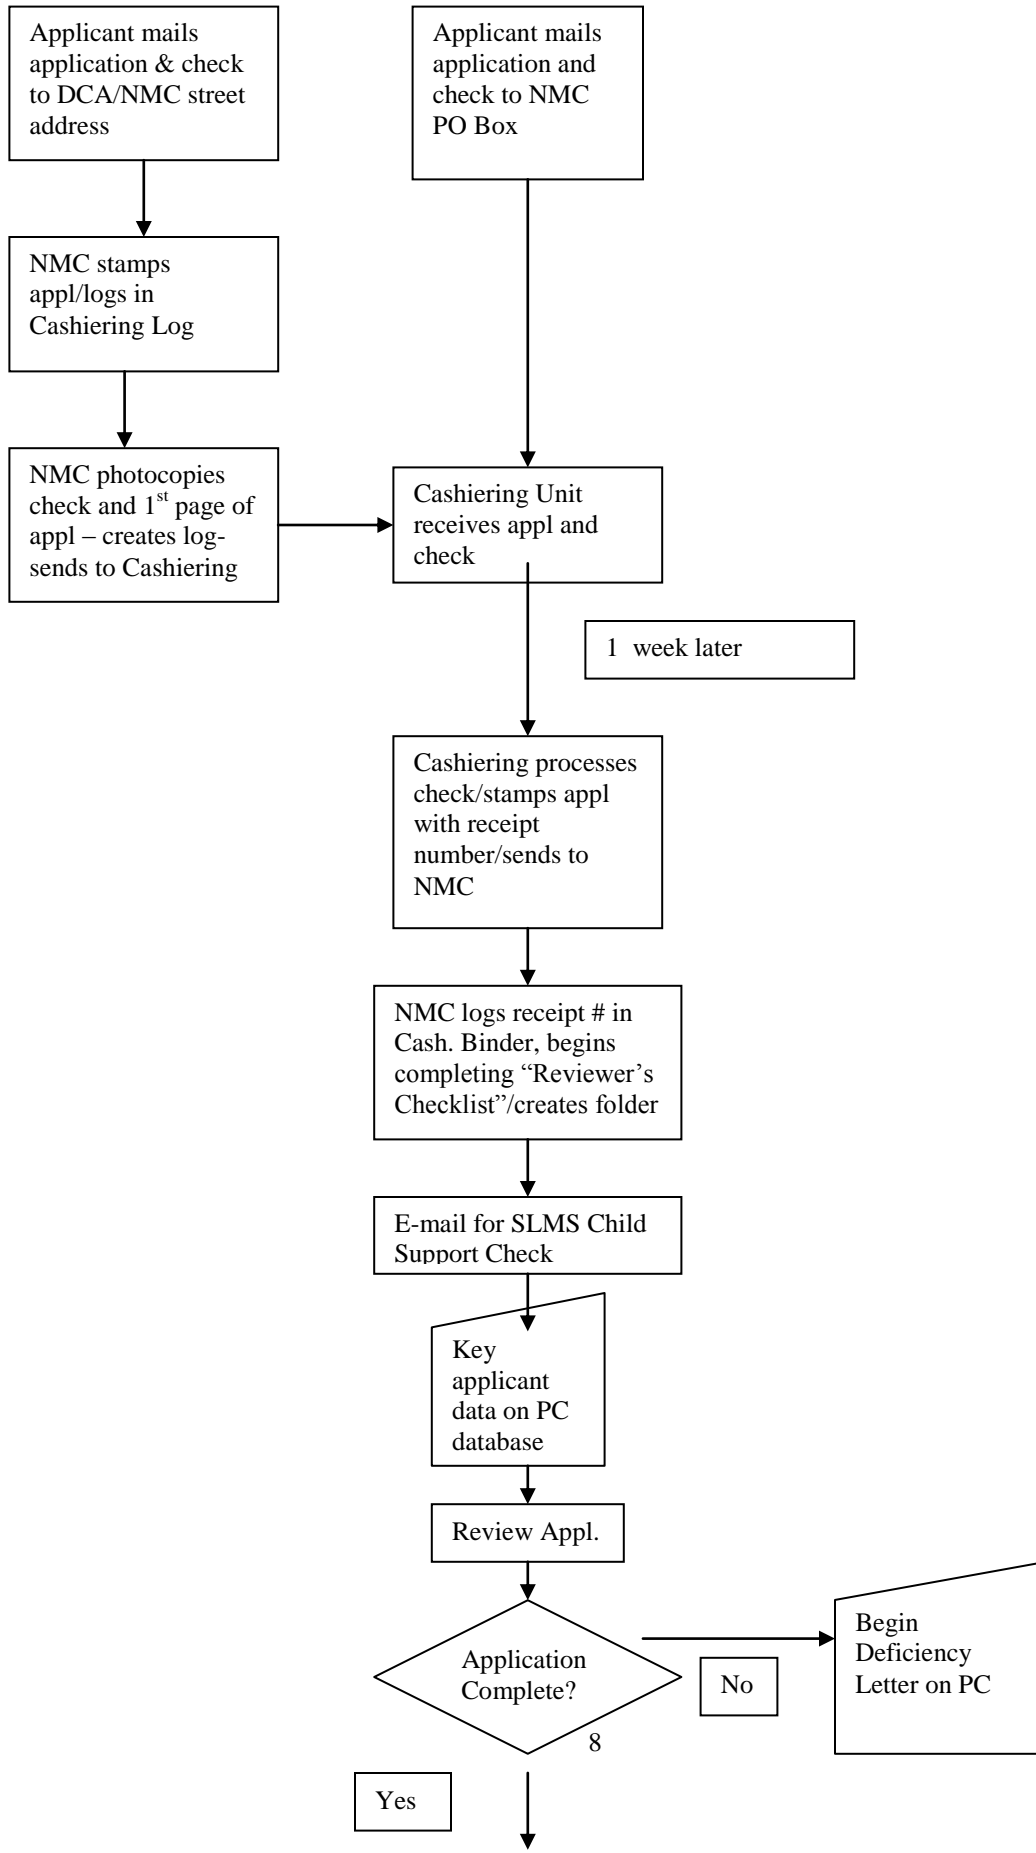 Applicant mails
application & check
to DCA/NMC street
address
Applicant mails
application and
check to NMC
PO Box
NMC stamps
appl/logs in
Cashiering Log
NMC photocopies
check and 1st page of
appl – creates log-
sends to Cashiering
Cashiering Unit
receives appl and
check
1 week later
Cashiering processes
check/stamps appl
with receipt
number/sends to
NMC
NMC logs receipt # in
Cash. Binder, begins
completing “Reviewer’s
Checklist”/creates folder
E-mail for SLMS Child
Support Check
Key
applicant
data on PC
database
Review Appl.
Application
Complete?
No
Begin
Deficiency
Letter on PC
8
Yes